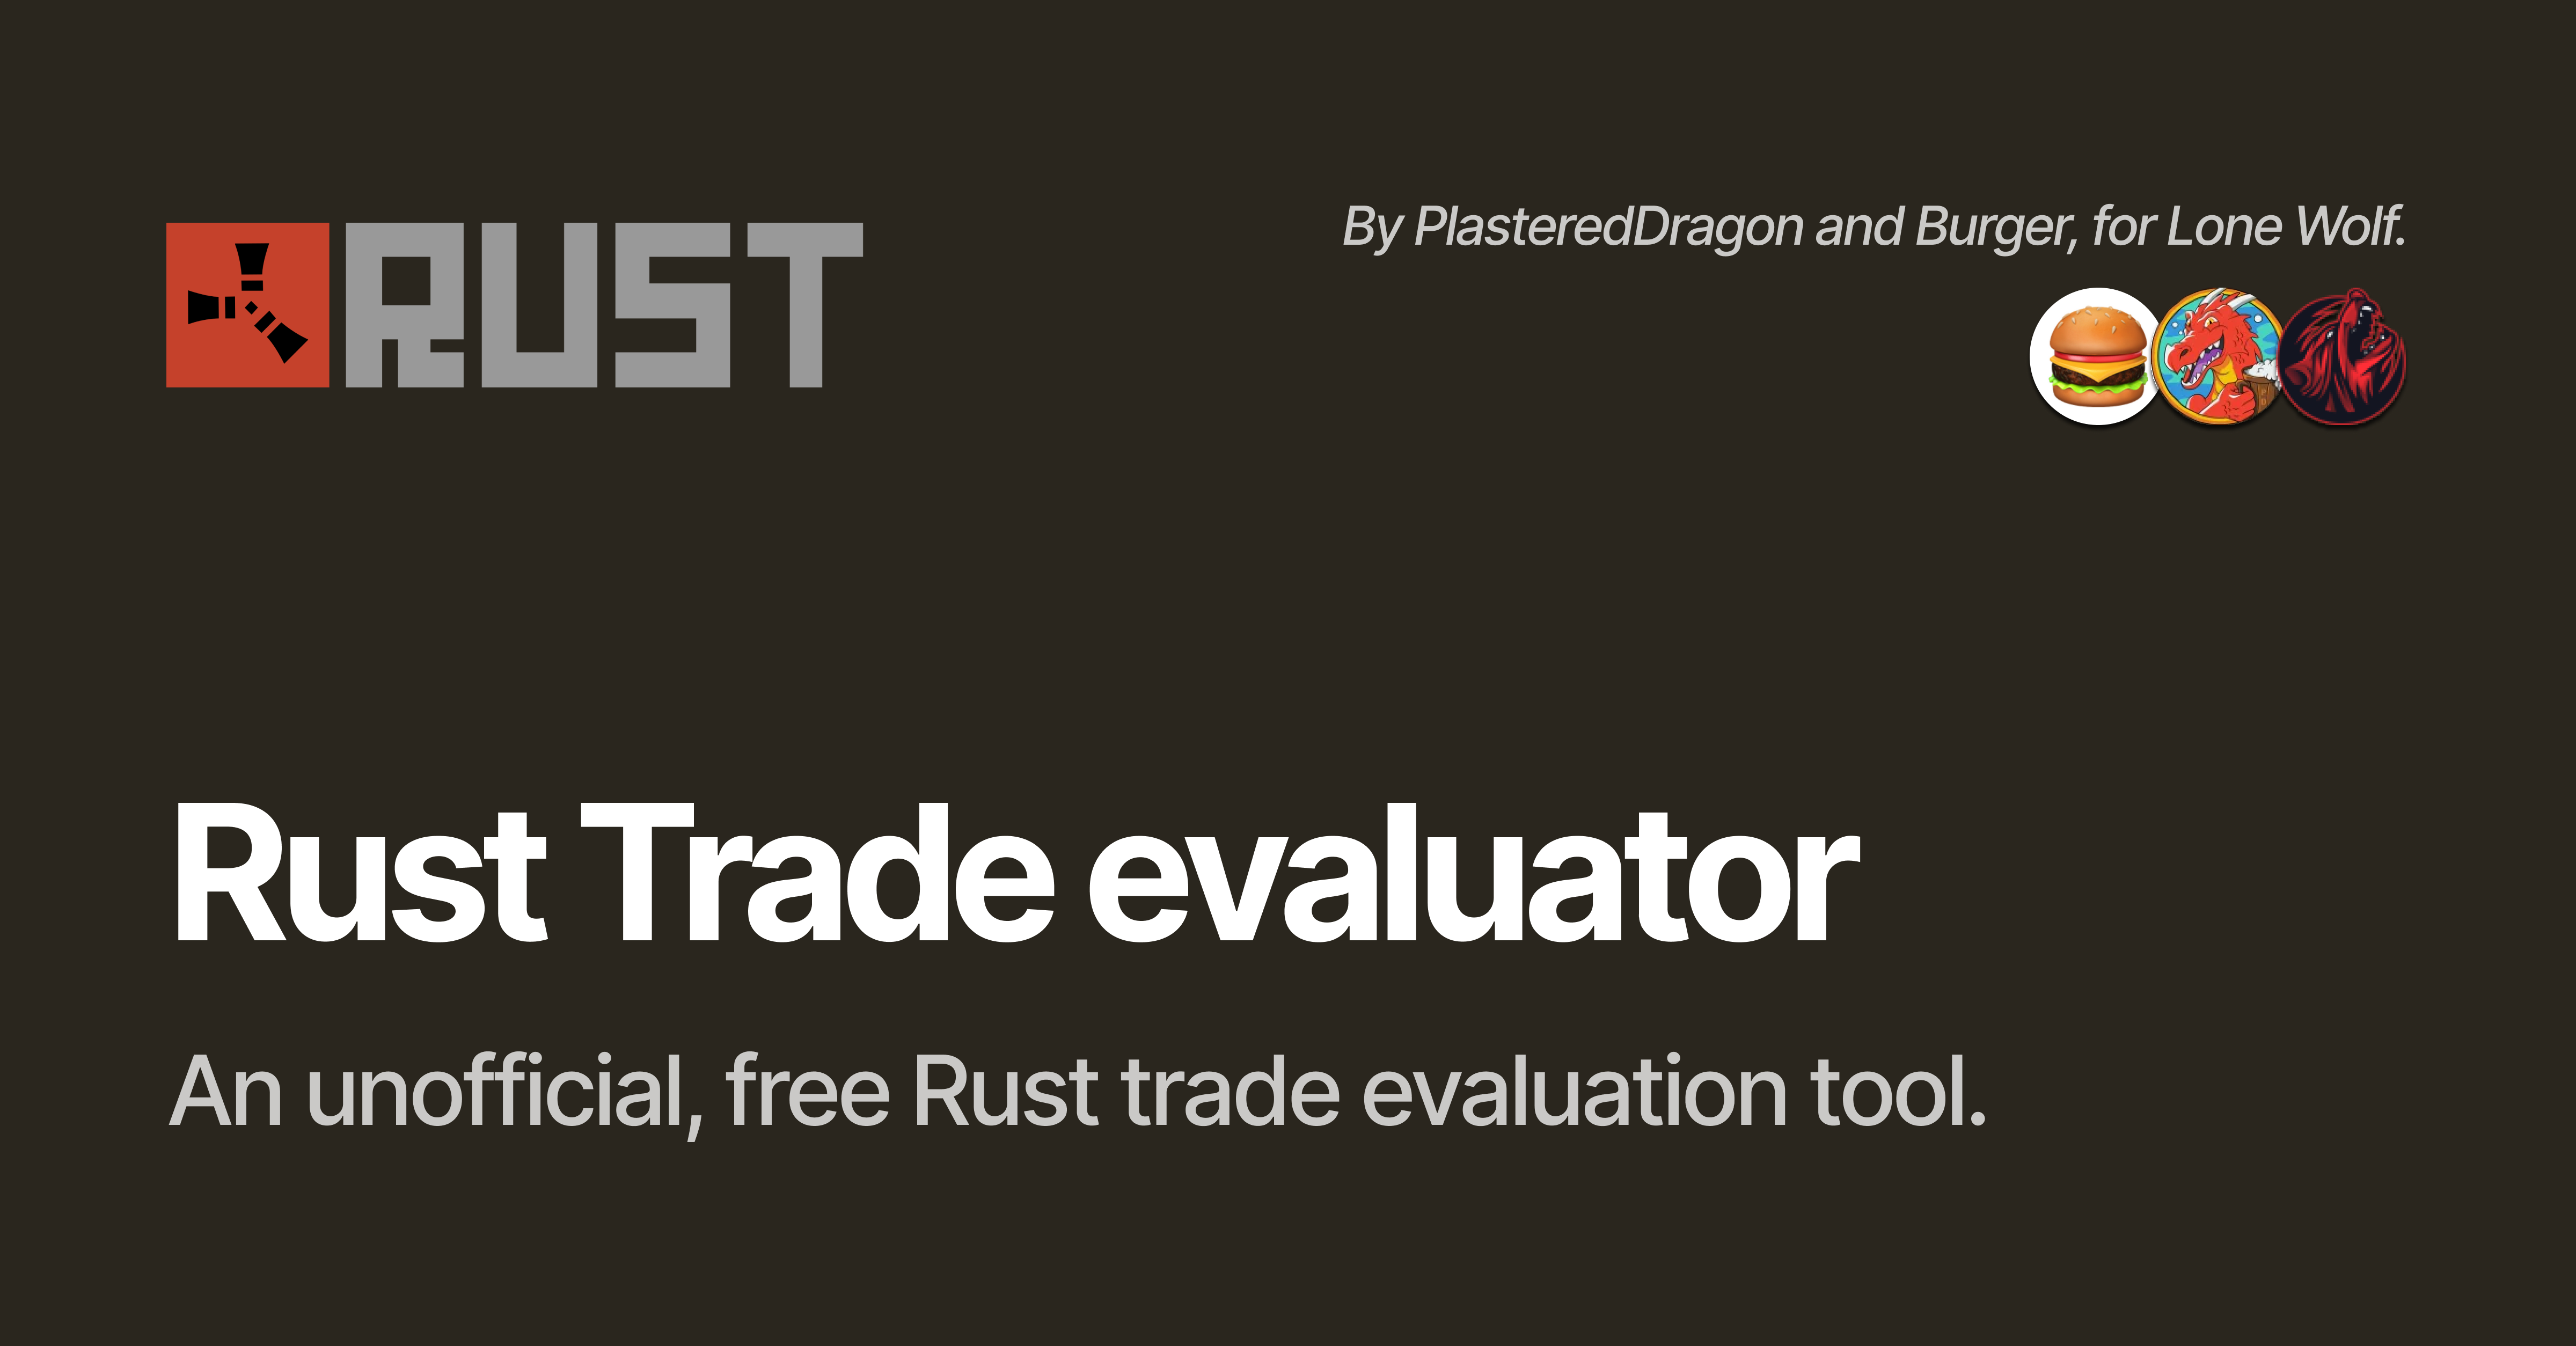 RUST
By PlasteredDragon and Burger, for Lone Wolf.
Rust Trade evaluator
An unofficial, free Rust trade evaluation tool.